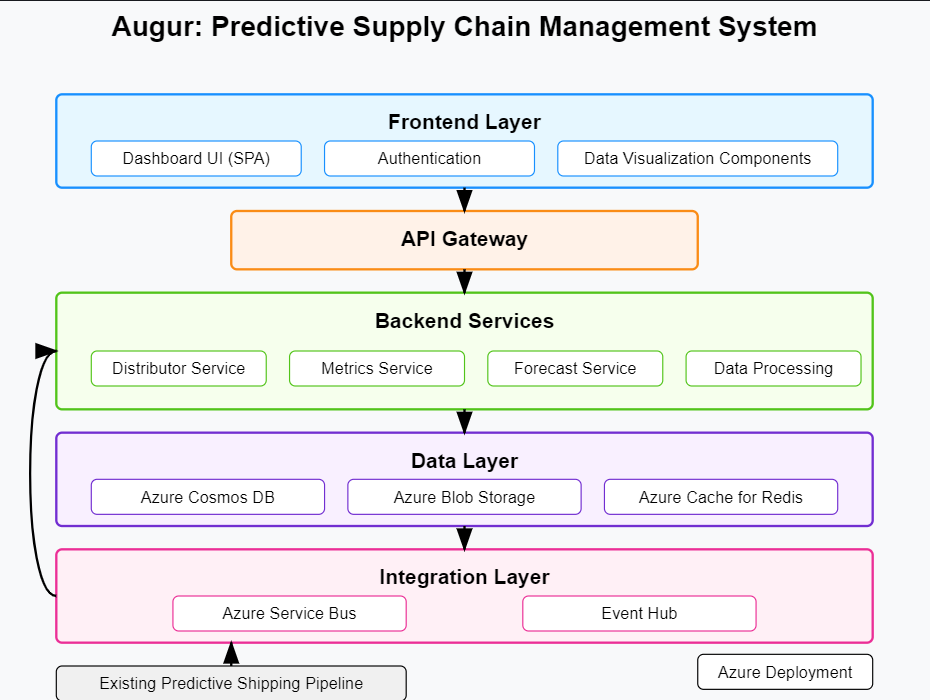 Augur: Predictive Supply Chain Management System
Frontend Layer
Dashboard UI (SPA)
Authentication
Data Visualization Components
API Gateway
Backend Services
Distributor Service
Metrics Service
Forecast Service
Data Processing
Data Layer
Azure Cosmos DB
Azure Blob Storage
Azure Cache for Redis
Integration Layer
Azure Service Bus
Event Hub
Existing Predictive Shipping Pipeline
Azure Deployment